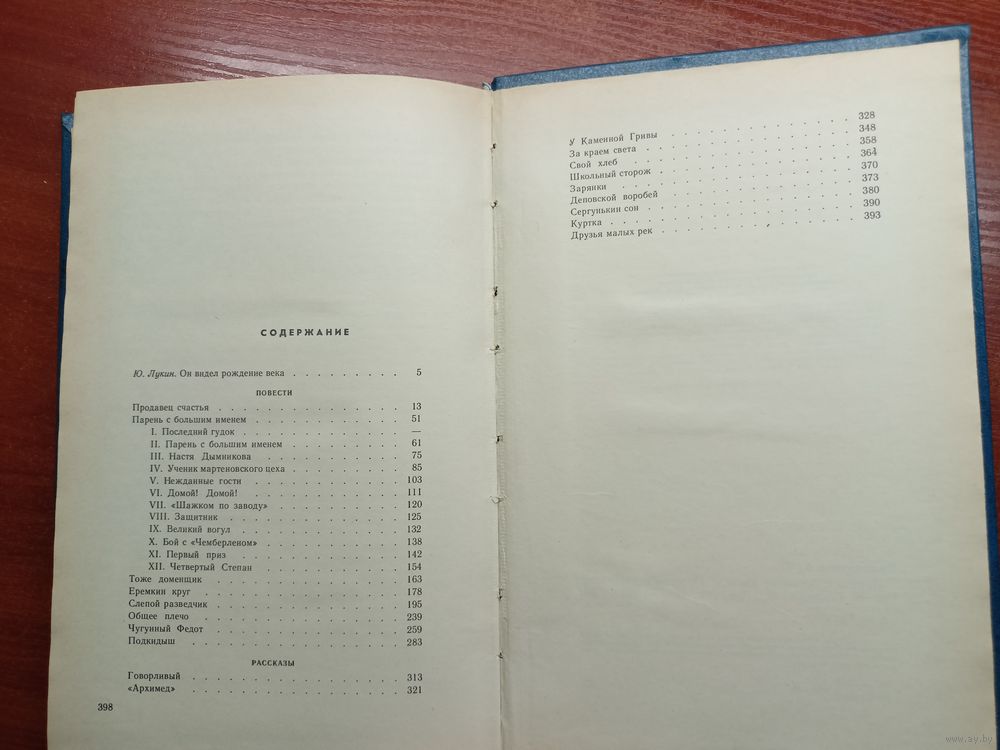 СОДЕРЖАНИЕ
Ю. Лукин. Он видел рождение века . . . . . . . . . 5
ПОВЕСТИ
Продавец счастья . . . . . . . . . . . . . . . 13
Парень с большим именем . . . . . . . . . . . . 51
I. Последний гудок . . . . . . . . . . . . . —
II. Парень с большим именем . . . . . . . . . 61
III. Настя Дымникова . . . . . . . . . . . . 75
IV. Ученик мартеновского цеха . . . . . . . . . 85
V. Нежданные гости . . . . . . . . . . . . . 103
VI. Домой! Домой! . . . . . . . . . . . . 111
VII. «Шажком по заводу» . . . . . . . . . . 120
VIII. Защитник . . . . . . . . . . . . . . 125
IX. Великий вогул . . . . . . . . . . . . . 132
X. Бой с «Чемберленом» . . . . . . . . . . . 138
XI. Первый приз . . . . . . . . . . . . . 142
XII. Четвертый Степан . . . . . . . . . . . 154
Тоже доменщик . . . . . . . . . . . . . . . 163
Еремкин круг . . . . . . . . . . . . . . . . 178
Слепой разведчик . . . . . . . . . . . . . . . 195
Общее плечо . . . . . . . . . . . . . . . . 239
Чугунный Федот . . . . . . . . . . . . . . . 259
Подкидыш . . . . . . . . . . . . . . . . . 283
РАССКАЗЫ
Говорливый . . . . . . . . . . . . . . . . . 313
«Архимед» . . . . . . . . . . . . . . . . . 321
398
У Каменной Гривы . . . . . . . . . . . . . . 328
За краем света . . . . . . . . . . . . . . . 348
Свой хлеб . . . . . . . . . . . . . . . . . 358
Школьный сторож . . . . . . . . . . . . . . . 364
Зарянки . . . . . . . . . . . . . . . . . . 370
Деповской воробей . . . . . . . . . . . . . . 373
Сергунькин сон . . . . . . . . . . . . . . . 380
Куртка . . . . . . . . . . . . . . . . . . . 390
Друзья малых рек . . . . . . . . . . . . . . 393
www.ay.by